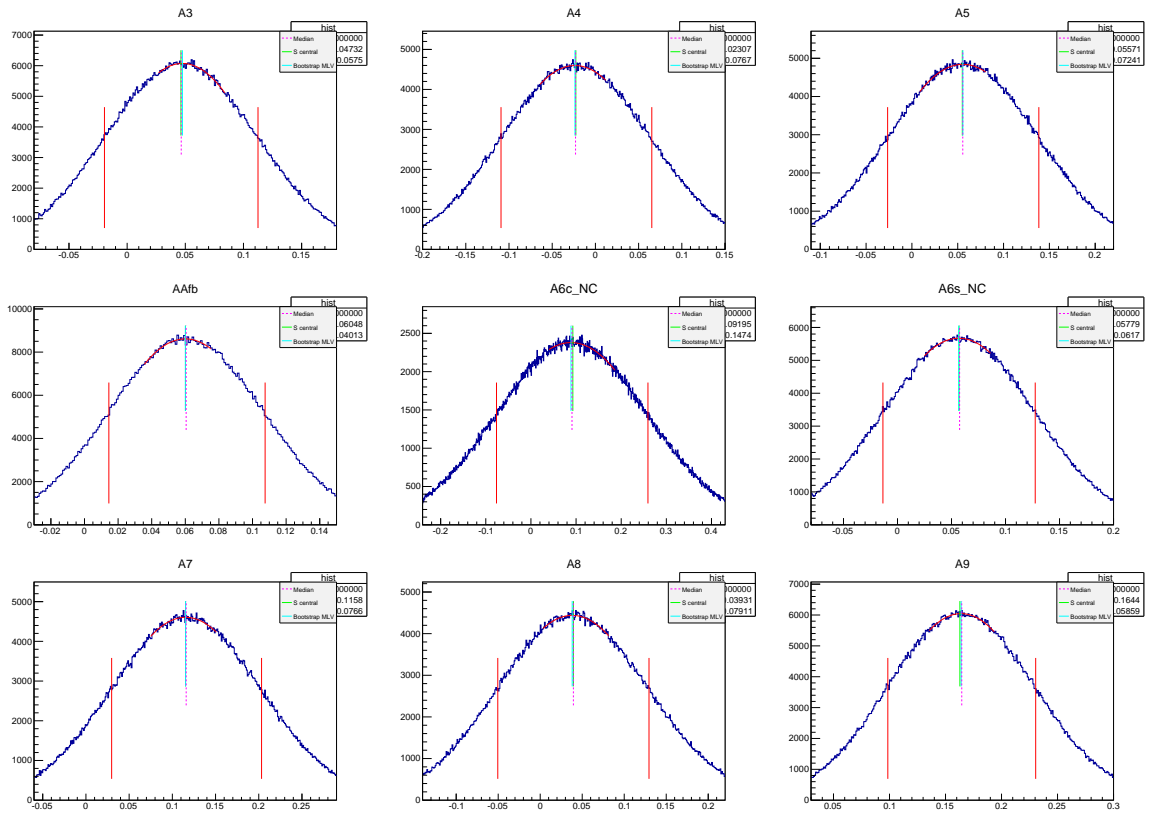 A3
hist
Median
000000
S central
.04732
Bootstrap MLV
0.0575
7000
6000
5000
4000
3000
2000
1000
0
-0.05 0 0.05 0.1 0.15
A4
hist
Median
000000
S central
.02307
Bootstrap MLV
0.0767
5000
4000
3000
2000
1000
0
-0.2 -0.15 -0.1 -0.05 0 0.05 0.1 0.15
A5
hist
Median
000000
S central
.05571
Bootstrap MLV
.07241
5000
4000
3000
2000
1000
0
-0.1 -0.05 0 0.05 0.1 0.15 0.2
AAfb
hist
Median
000000
S central
.06048
Bootstrap MLV
.04013
10000
8000
6000
4000
2000
0
-0.02 0 0.02 0.04 0.06 0.08 0.1 0.12 0.14
A6c_NC
hist
Median
000000
S central
.09195
Bootstrap MLV
0.1474
2500
2000
1500
1000
500
0
-0.2 -0.1 0 0.1 0.2 0.3 0.4
A6s_NC
hist
Median
000000
S central
.05779
Bootstrap MLV
0.0617
6000
5000
4000
3000
2000
1000
0
-0.05 0 0.05 0.1 0.15 0.2
A7
hist
Median
000000
S central
0.1158
Bootstrap MLV
0.0766
5000
4000
3000
2000
1000
0
-0.05 0 0.05 0.1 0.15 0.2 0.25
A8
hist
Median
000000
S central
.03931
Bootstrap MLV
.07911
5000
4000
3000
2000
1000
0
-0.1 -0.05 0 0.05 0.1 0.15 0.2
A9
hist
Median
000000
S central
0.1644
Bootstrap MLV
.05859
7000
6000
5000
4000
3000
2000
1000
0
0.05 0.1 0.15 0.2 0.25 0.3